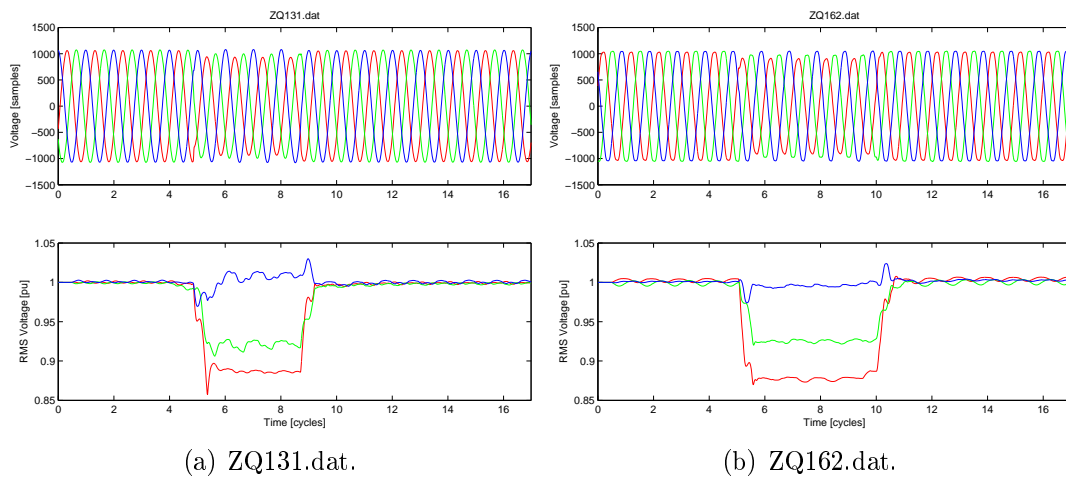 ZQ131.dat
1500
1000
500
0
−500
−1000
−1500
Voltage [samples]
0 2 4 6 8 10 12 14 16
1.05
1
0.95
0.9
0.85
RMS Voltage [pu]
0 2 4 6 8 10 12 14 16
Time [cycles]
(a) ZQ131.dat.
ZQ162.dat
1500
1000
500
0
−500
−1000
−1500
Voltage [samples]
0 2 4 6 8 10 12 14 16
1.05
1
0.95
0.9
0.85
RMS Voltage [pu]
0 2 4 6 8 10 12 14 16
Time [cycles]
(b) ZQ162.dat.